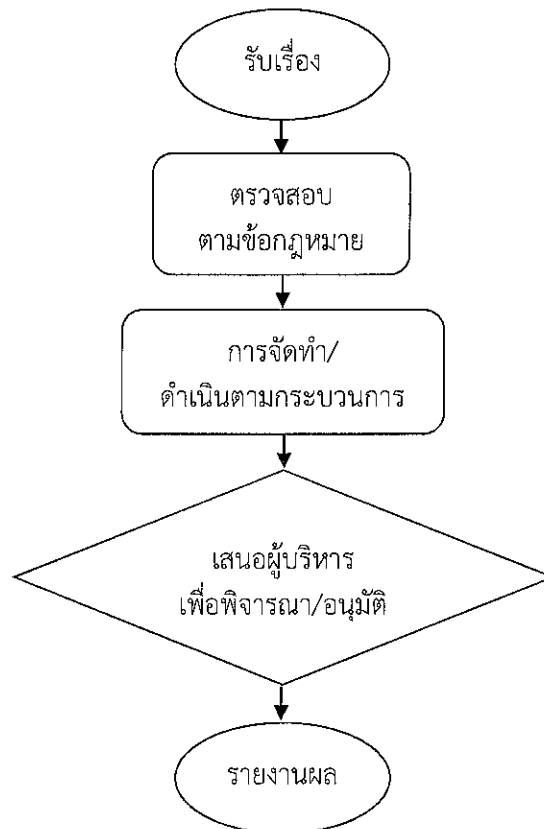 รับเรื่อง
ตรวจสอบ
ตามข้อกฎหมาย
การจัดทำ/
ดำเนินตามกระบวนการ
เสนอผู้บริหาร
เพื่อพิจารณา/อนุมัติ
รายงานผล